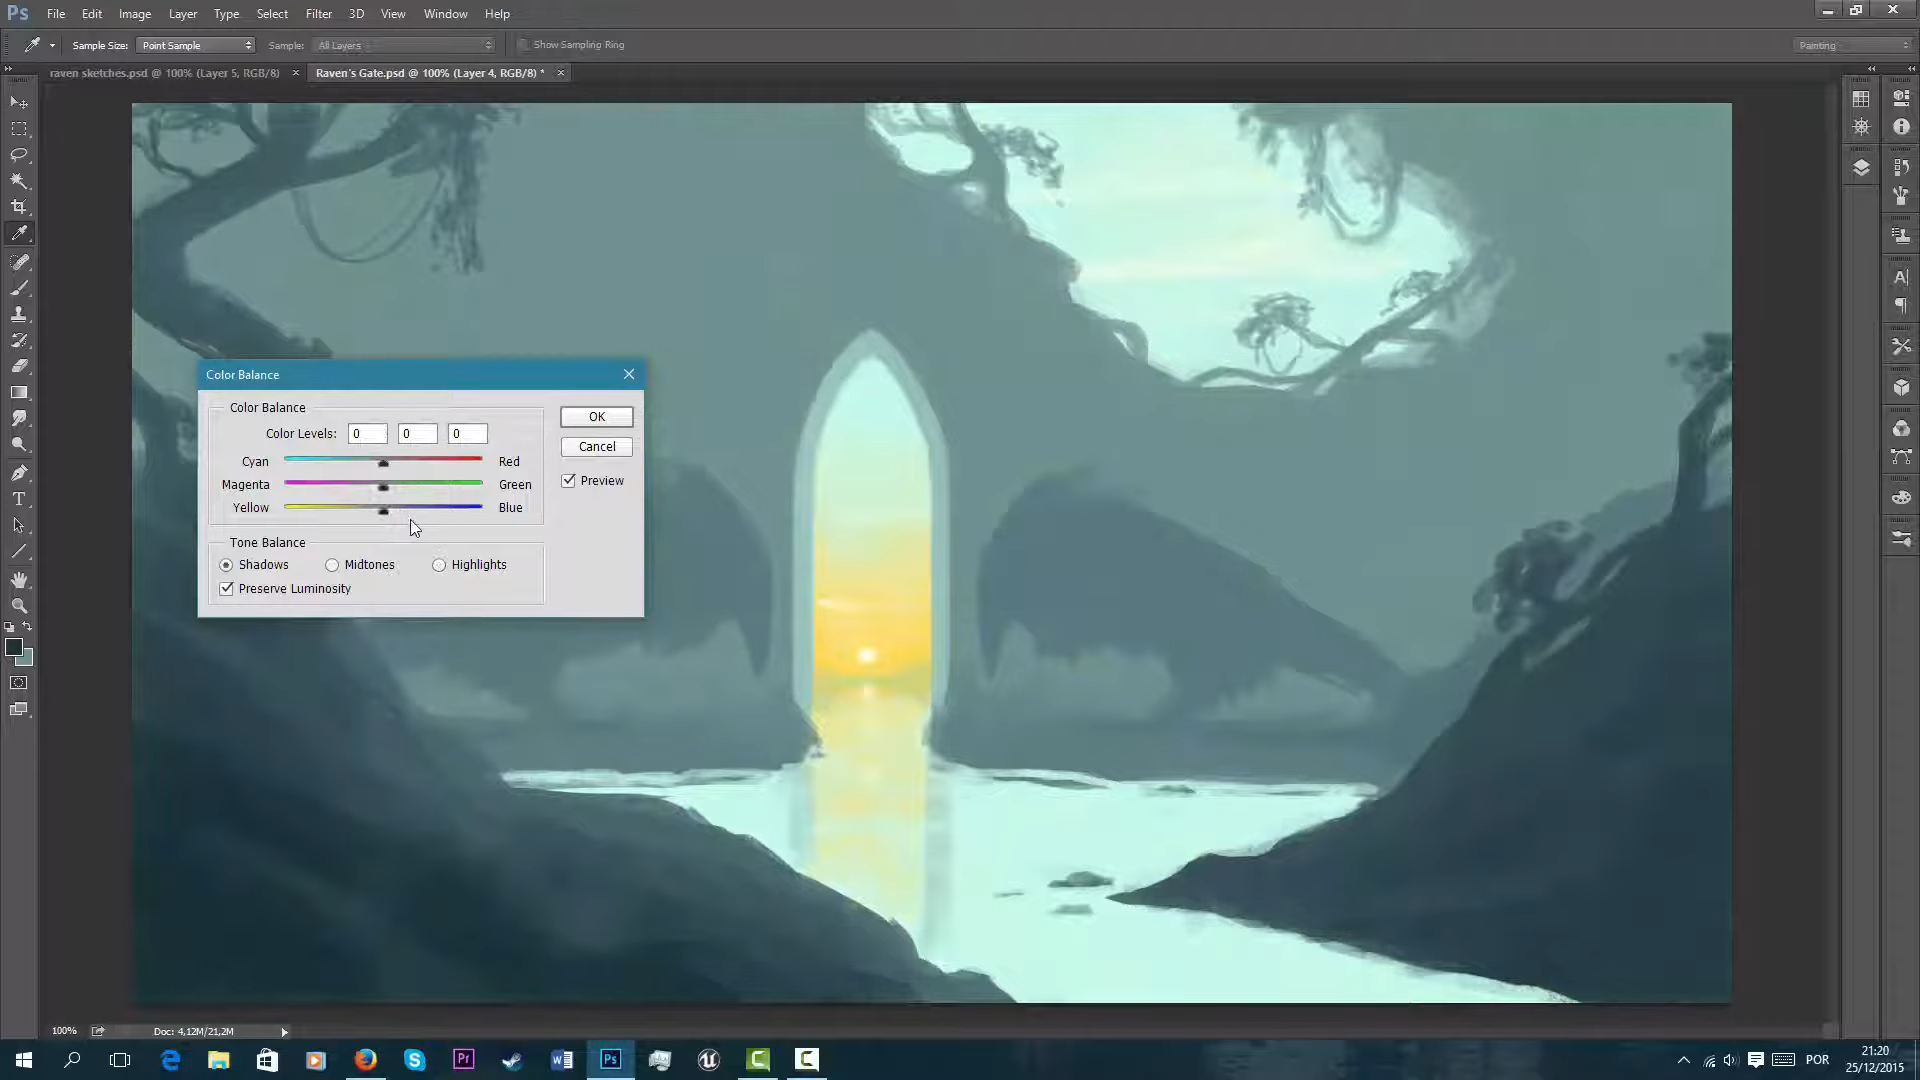 Ps File Edit Image Layer Type Select Filter 3D View Window Help
Sample Size: Point Sample Sample: All Layers Show Sampling Ring Painting
raven sketches.psd @ 100% (Layer 5, RGB/8) × Raven's Gate.psd @ 100% (Layer 4, RGB/8) * ×
Color Balance
Color Balance
Color Levels: 0 0 0
OK
Cyan Red
Cancel
Magenta Green
Preview
Yellow Blue
Tone Balance
Shadows Midtones Highlights
Preserve Luminosity
100% Doc: 4,12M/21,2M
Pr Ps POR
21:20
25/12/2015